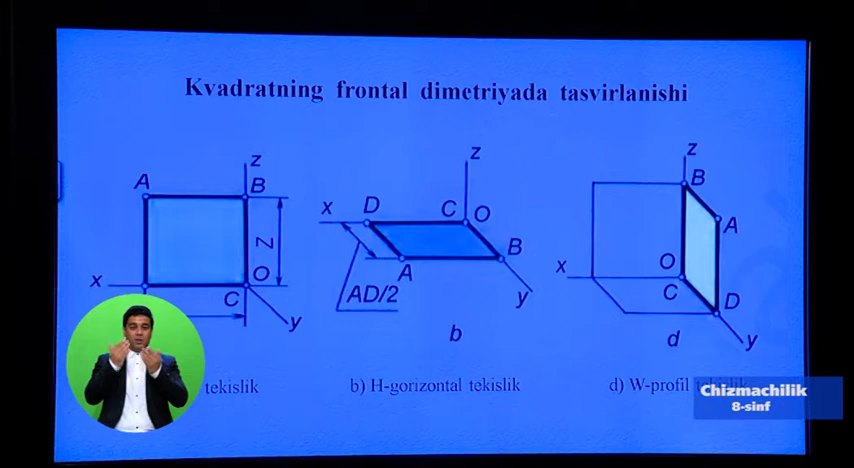 Kvadratning frontal dimetriyada tasvirlanishi
z
A
B
Z
O
x
C
y
tekislik
z
x
D
C
O
B
A
AD/2
y
b
b) H-gorizontal tekislik
z
B
A
O
x
C
D
y
d
d) W-profil
Chizmachilik
8-sinf